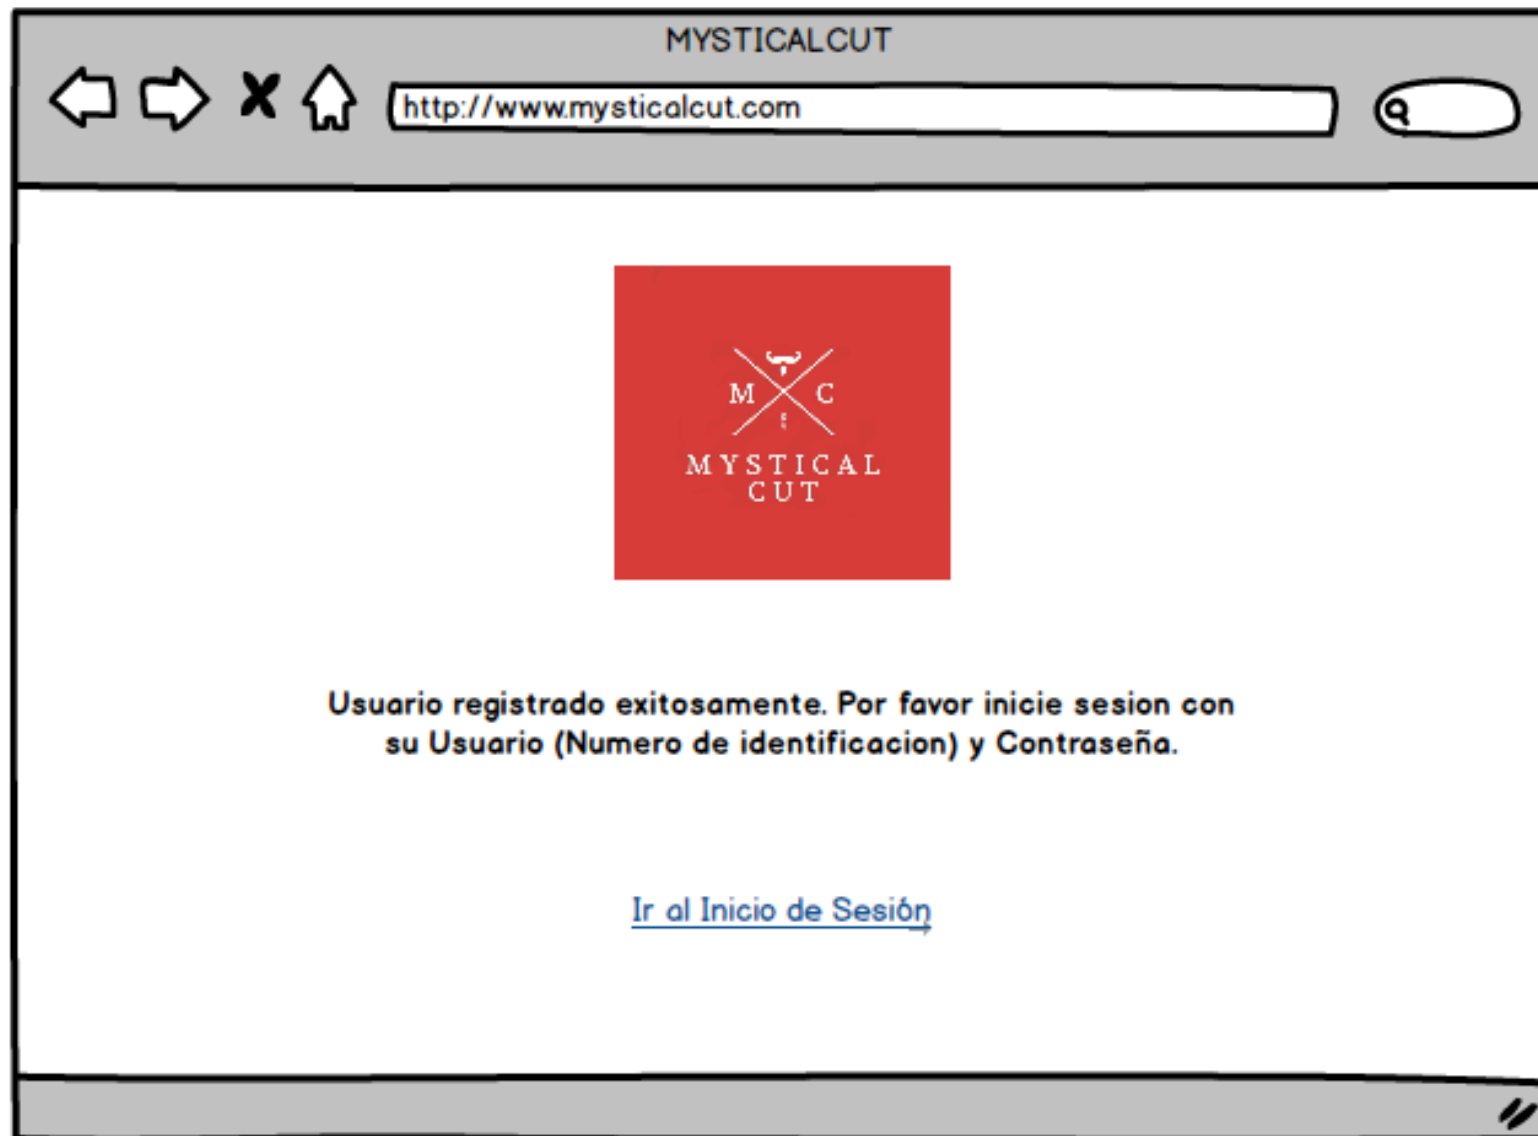 MYSTICALCUT
http://www.mysticalcut.com
M C
MYSTICAL
CUT
Usuario registrado exitosamente. Por favor inicie sesion con
su Usuario (Numero de identificacion) y Contraseña.
Ir al Inicio de Sesión